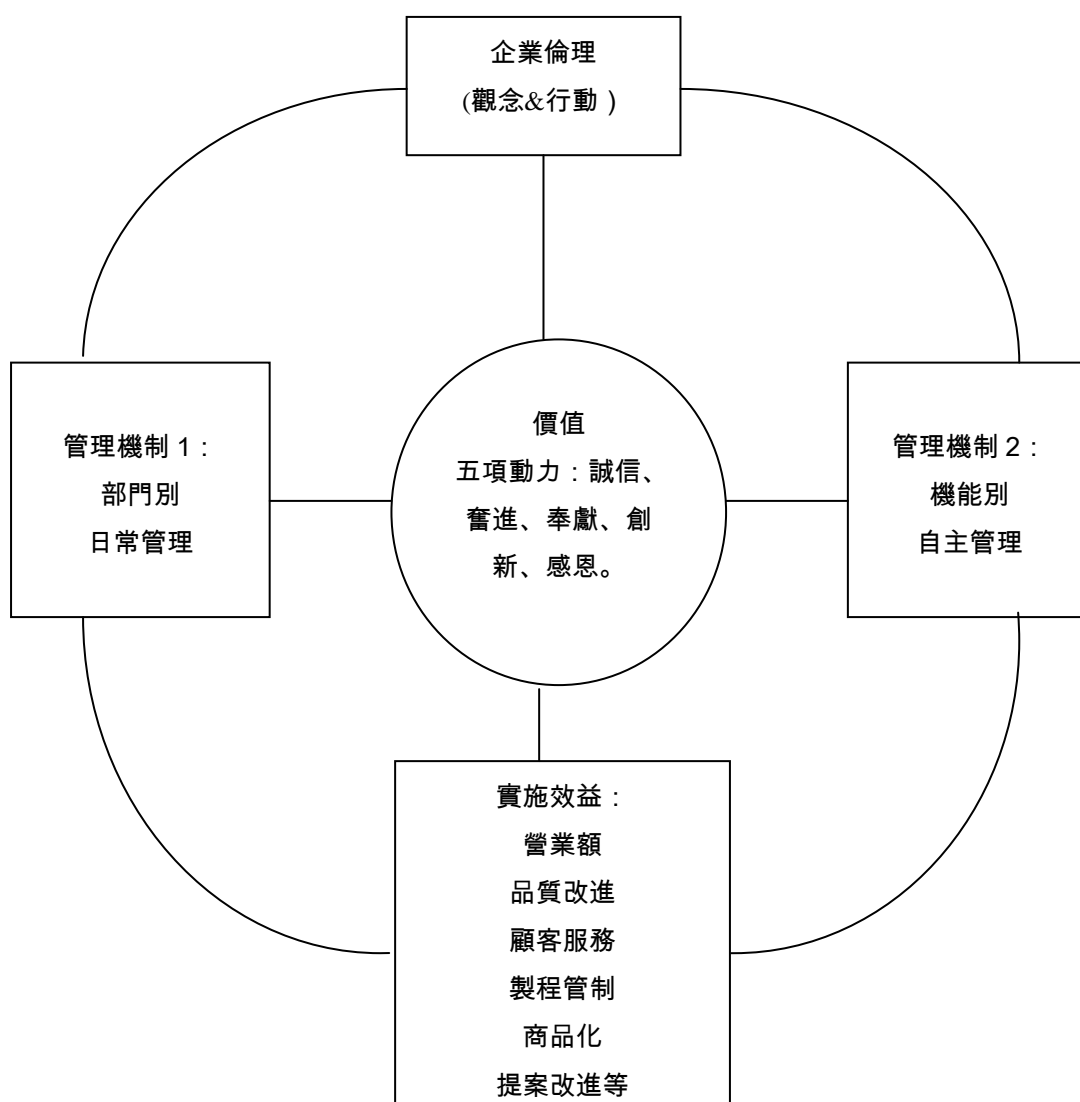 企業倫理
(觀念&行動）
管理機制 1：
部門別
日常管理
價值
五項動力：誠信、
奮進、奉獻、創
新、感恩。
管理機制 2：
機能別
自主管理
實施效益：
營業額
品質改進
顧客服務
製程管制
商品化
提案改進等